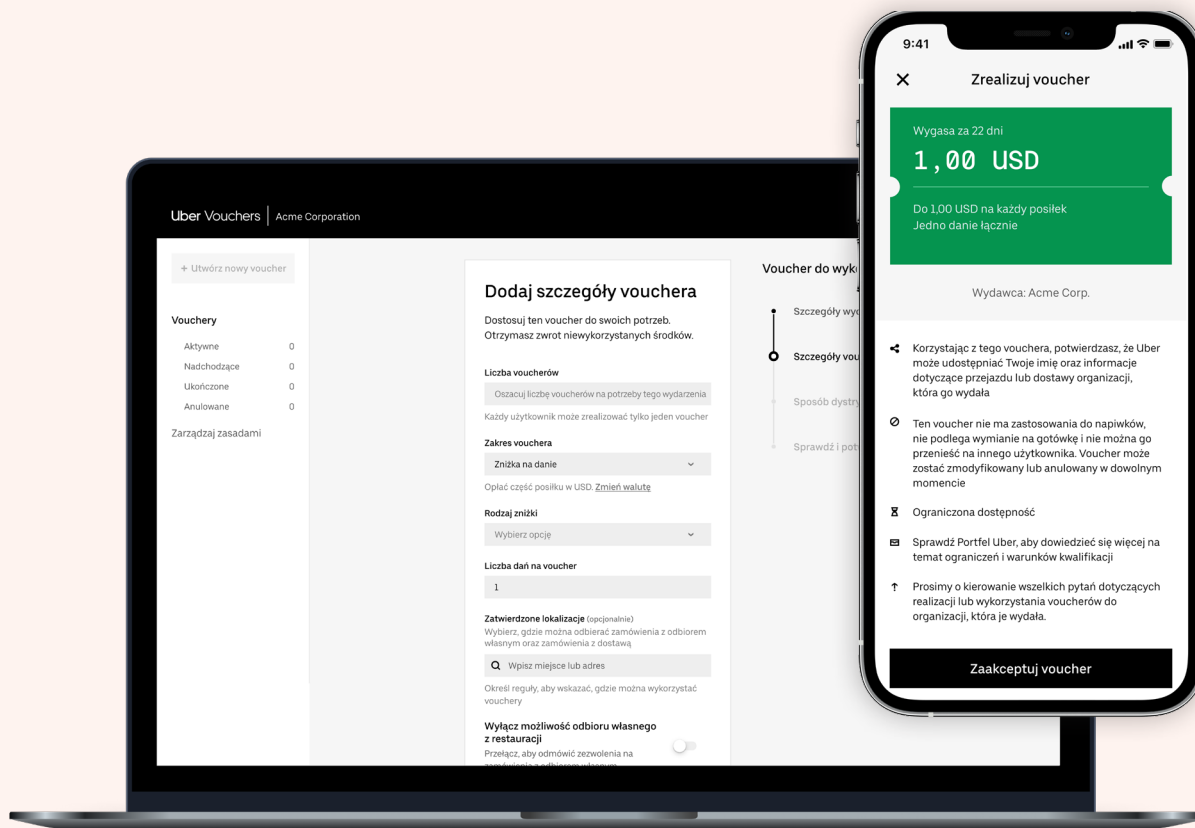 Uber Vouchers | Acme Corporation
+ Utwórz nowy voucher
Vouchery
Aktywne 0
Nadchodzące 0
Ukończone 0
Anulowane 0
Zarządzaj zasadami
Dodaj szczegóły vouchera
Dostosuj ten voucher do swoich potrzeb.
Otrzymasz zwrot niewykorzystanych środków.
Liczba voucherów
Oszacuj liczbę voucherów na potrzeby tego wydarzenia
Każdy użytkownik może zrealizować tylko jeden voucher
Zakres vouchera
Zniżka na danie
Opłać część posiłku w USD. Zmień walutę
Rodzaj zniżki
Wybierz opcję
Liczba dań na voucher
1
Zatwierdzone lokalizacje (opcjonalnie)
Wybierz, gdzie można odbierać zamówienia z odbiorem
własnym oraz zamówienia z dostawą
Wpisz miejsce lub adres
Określ reguły, aby wskazać, gdzie można wykorzystać
vouchery
Wyłącz możliwość odbioru własnego
z restauracji
Przełącz, aby odmówić zezwolenia na
zamówienia z odbiorem własnym
Voucher do wyk
Szczegóły wyd
Szczegóły vou
Sposób dystry
Sprawdź i pot
9:41
Zrealizuj voucher
Wygasa za 22 dni
1,00 USD
Do 1,00 USD na każdy posiłek
Jedno danie łącznie
Wydawca: Acme Corp.
Korzystając z tego vouchera, potwierdzasz, że Uber
może udostępniać Twoje imię oraz informacje
dotyczące przejazdu lub dostawy organizacji,
która go wydała
Ten voucher nie ma zastosowania do napiwków,
nie podlega wymianie na gotówkę i nie można go
przenieść na innego użytkownika. Voucher może
zostać zmodyfikowany lub anulowany w dowolnym
momencie
Ograniczona dostępność
Sprawdź Portfel Uber, aby dowiedzieć się więcej na
temat ograniczeń i warunków kwalifikacji
Prosimy o kierowanie wszelkich pytań dotyczących
realizacji lub wykorzystania voucherów do
organizacji, która je wydała.
Zaakceptuj voucher